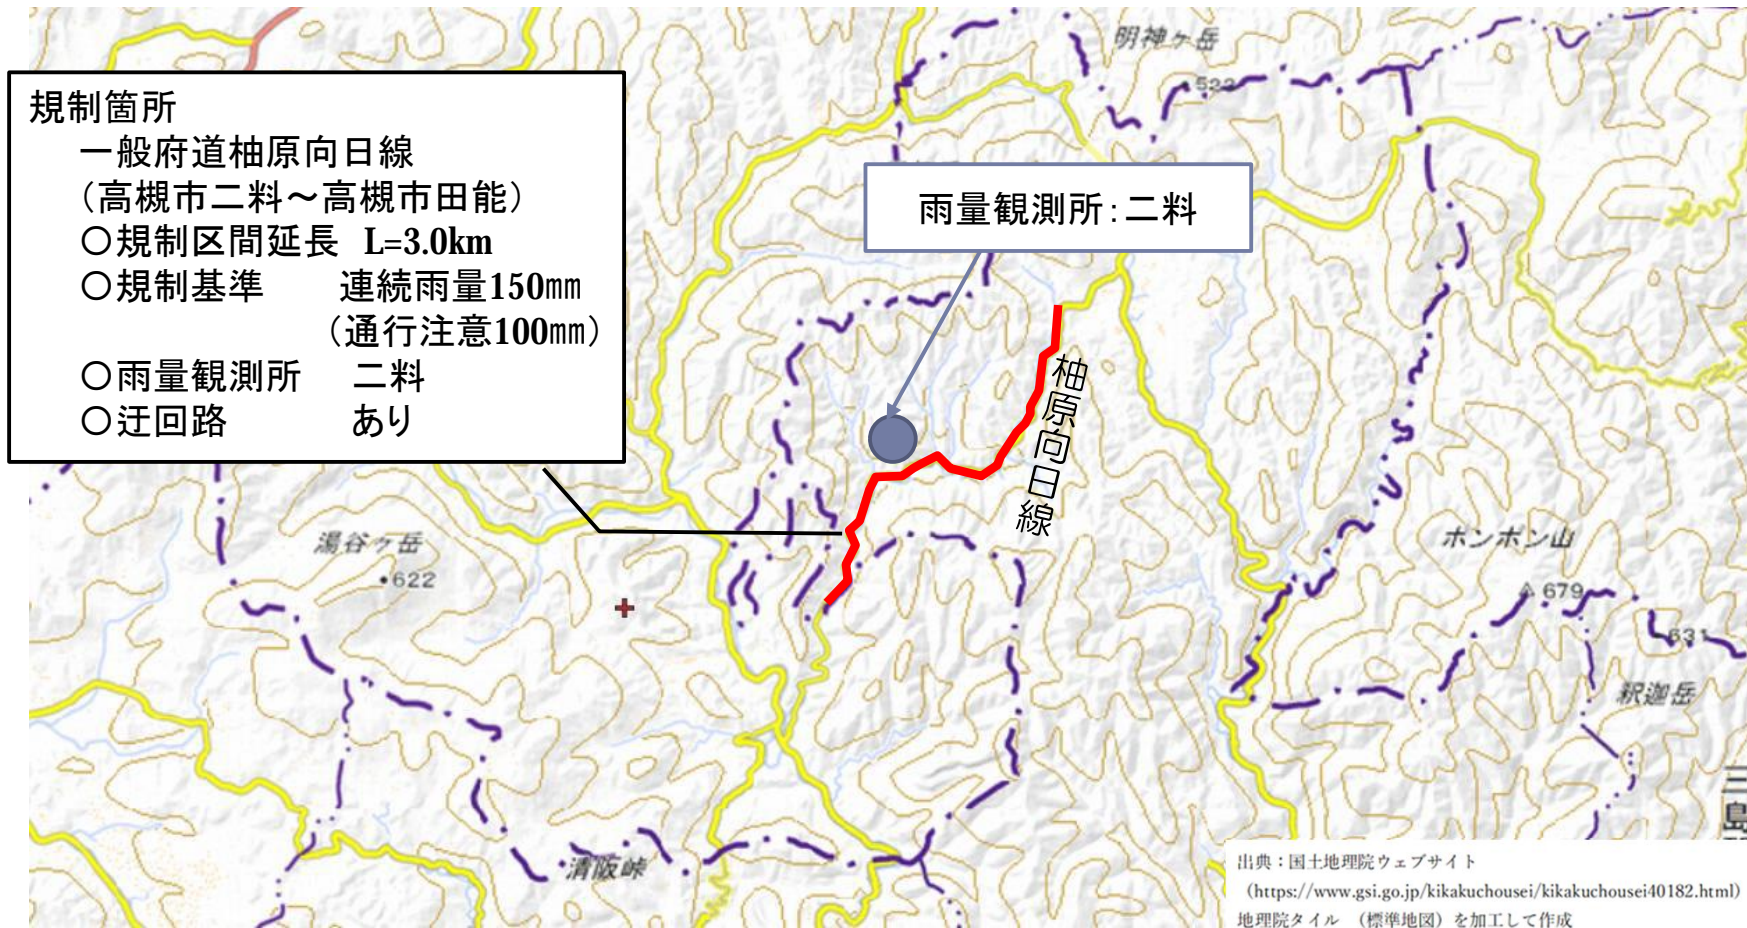 規制箇所
一般府道柚原向日線
(高槻市二料～高槻市田能)
○規制区間延長 L=3.0km
○規制基準 連続雨量150㎜
(通行注意100㎜)
○雨量観測所 二料
○迂回路 あり
雨量観測所:二料
明神ヶ岳
523
柚原向日線
湯谷ヶ岳
622
ポンポン山
679
631
釈迦岳
三島
清阪峠
出典：国土地理院ウェブサイト
(https://www.gsi.go.jp/kikakuchousei/kikakuchousei40182.html)
地理院タイル (標準地図) を加工して作成